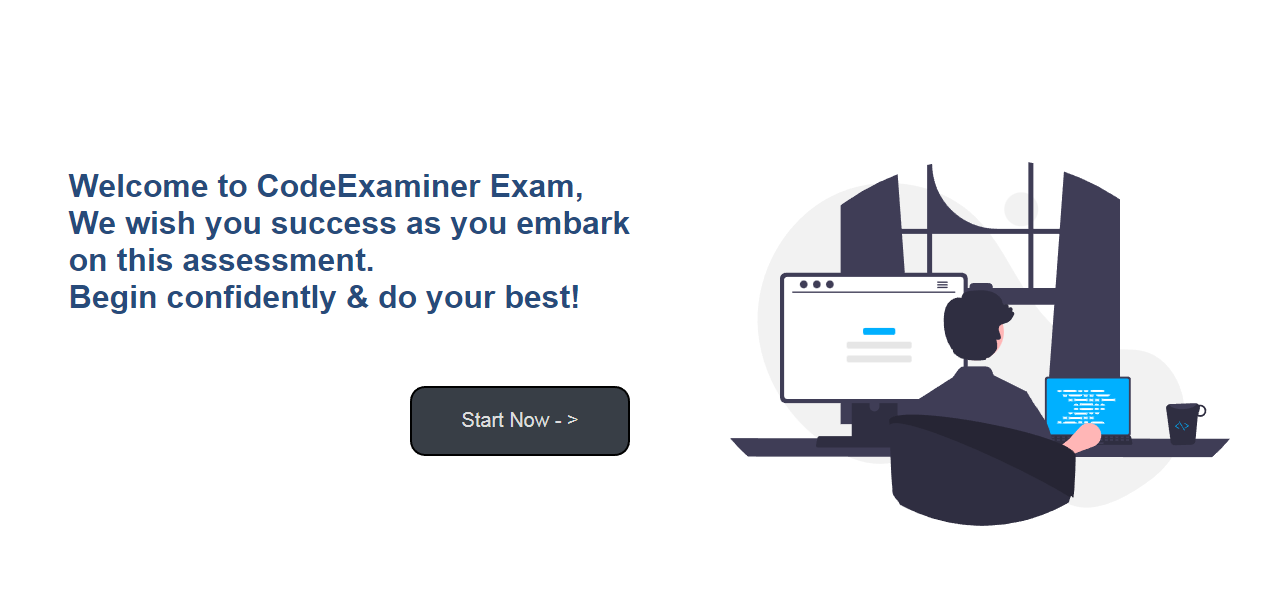 Welcome to CodeExaminer Exam,
We wish you success as you embark
on this assessment.
Begin confidently & do your best!
Start Now - >
</>